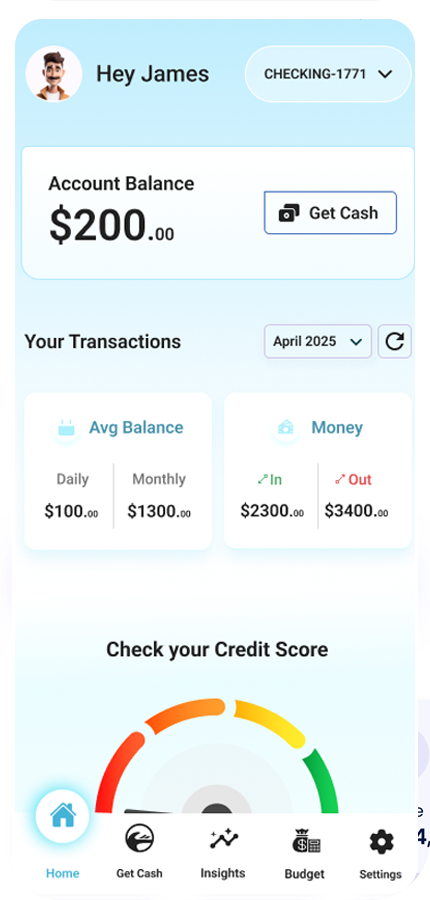 Hey James
CHECKING-1771
Account Balance
$200.00
Get Cash
Your Transactions
April 2025
Avg Balance
Money
Daily
Monthly
In
Out
$100.00
$1300.00
$2300.00
$3400.00
Check your Credit Score
e
4,
Home
Get Cash
Insights
Budget
Settings